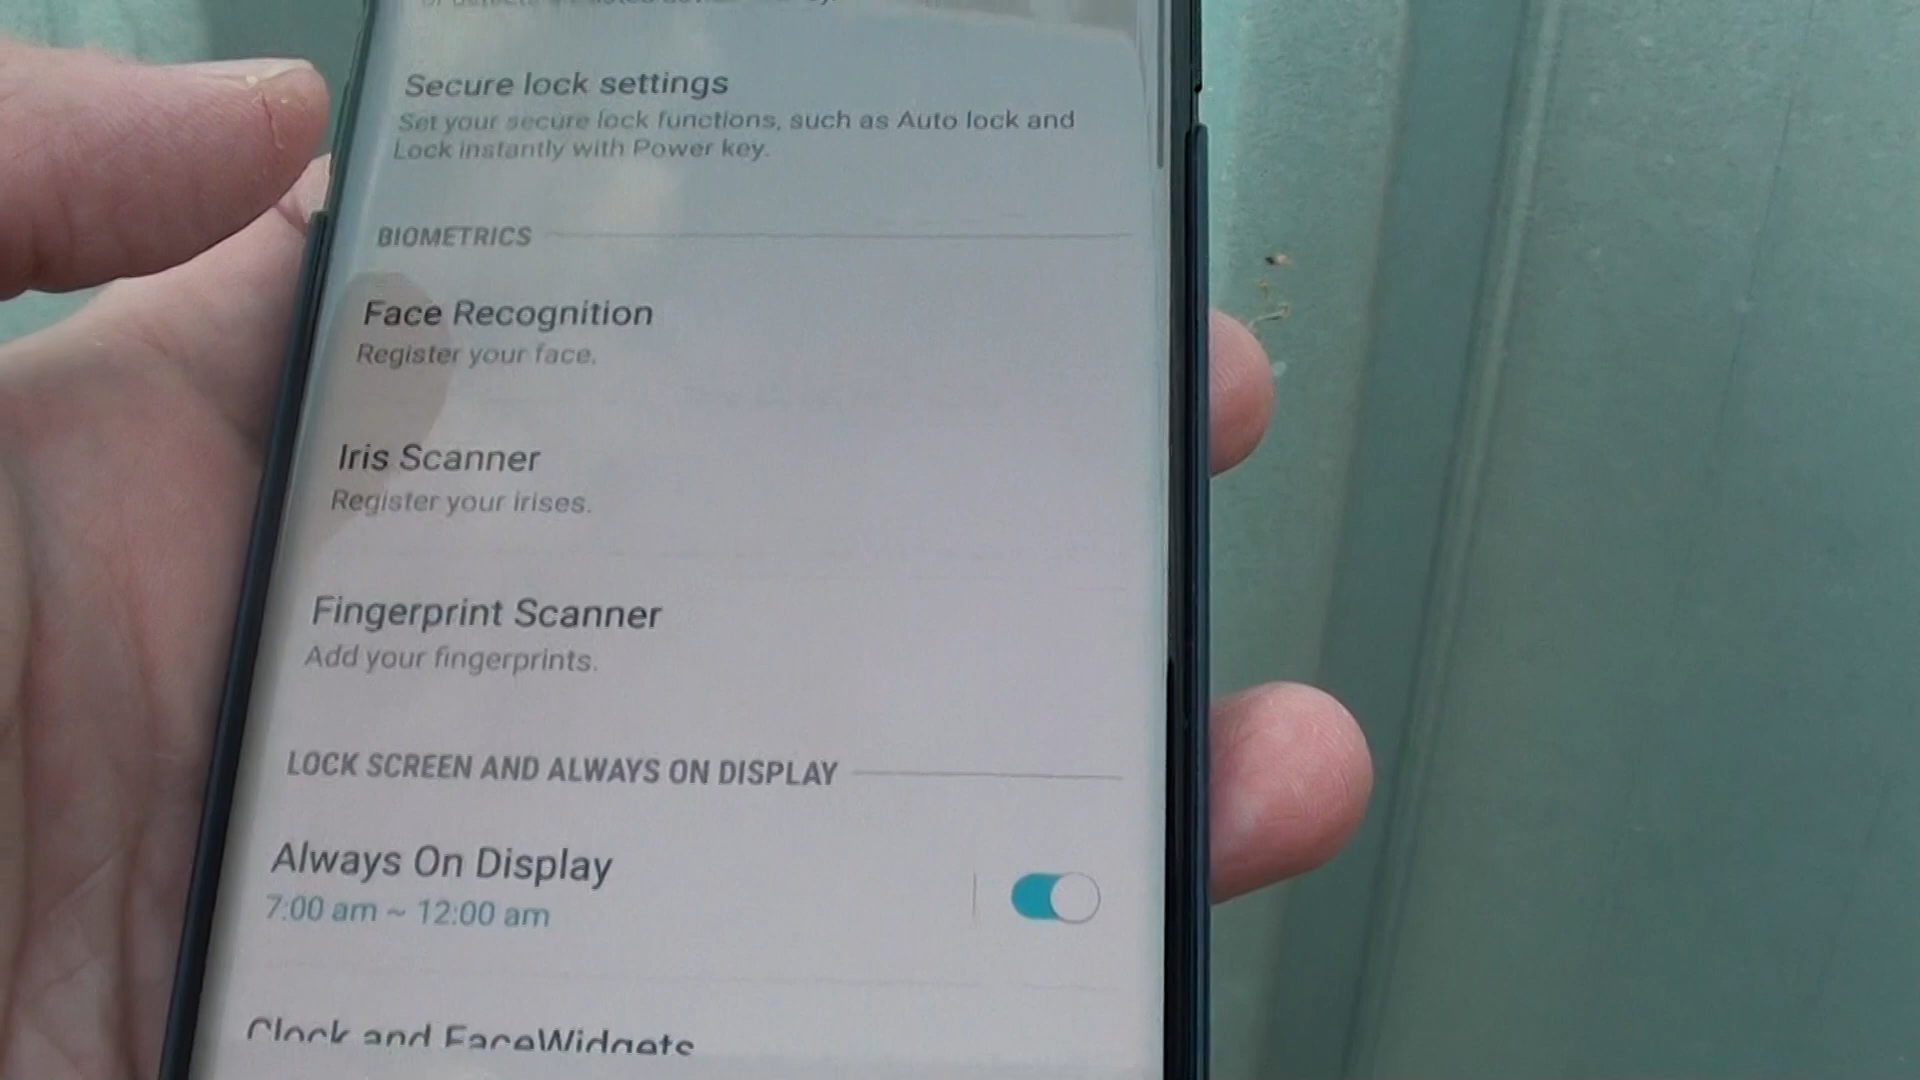 Secure lock settings
Set your secure lock functions, such as Auto lock and
Lock instantly with Power key.
BIOMETRICS
Face Recognition
Register your face.
Iris Scanner
Register your irises.
Fingerprint Scanner
Add your fingerprints.
LOCK SCREEN AND ALWAYS ON DISPLAY
Always On Display
7:00 am ~ 12:00 am
Clock and FaceWidgets